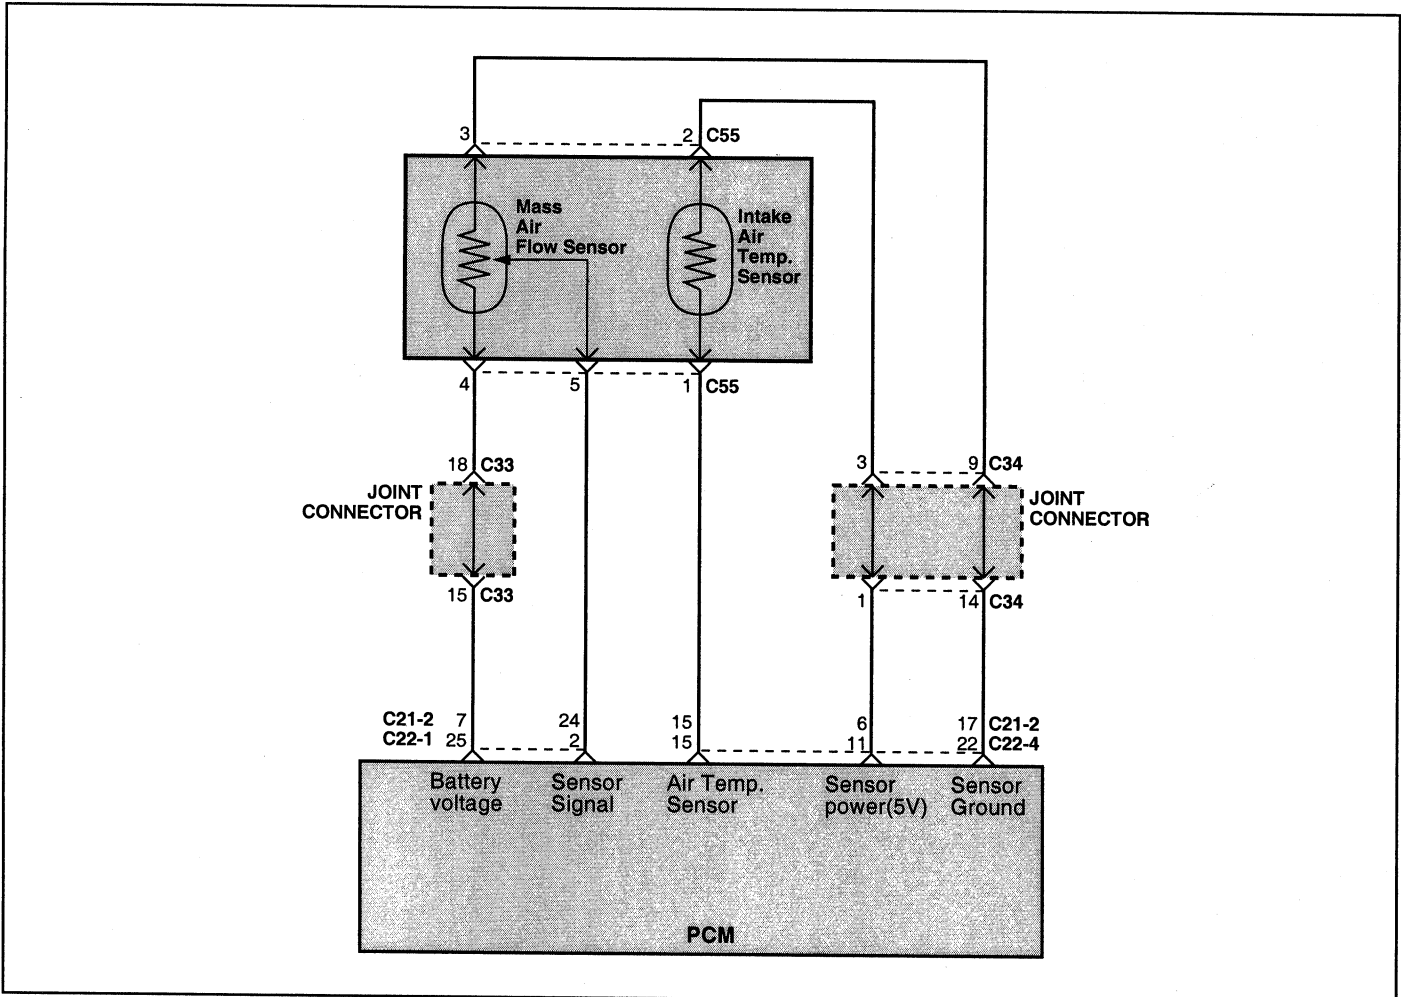 3 2 C55
Mass
Air
Flow Sensor
Intake
Air
Temp.
Sensor
4 5 1 C55
18 C33
3 9 C34
JOINT
CONNECTOR
JOINT
CONNECTOR
15 C33
1 14 C34
C21-2 7 24 15 6 17 C21-2
C22-1 25 2 15 11 22 C22-4
Battery
voltage
Sensor
Signal
Air Temp.
Sensor
Sensor
power(5V)
Sensor
Ground
PCM